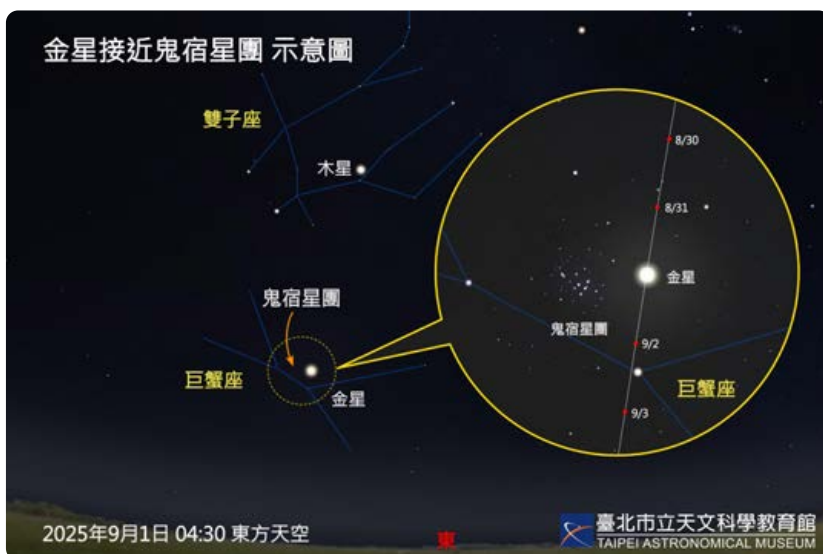 金星接近鬼宿星團 示意圖
雙子座
木星
8/30
8/31
金星
鬼宿星團
鬼宿星團
9/2
巨蟹座
金星
巨蟹座
9/3
2025年9月1日 04:30 東方天空
東
臺北市立天文科學教育館
TAIPEI ASTRONOMICAL MUSEUM